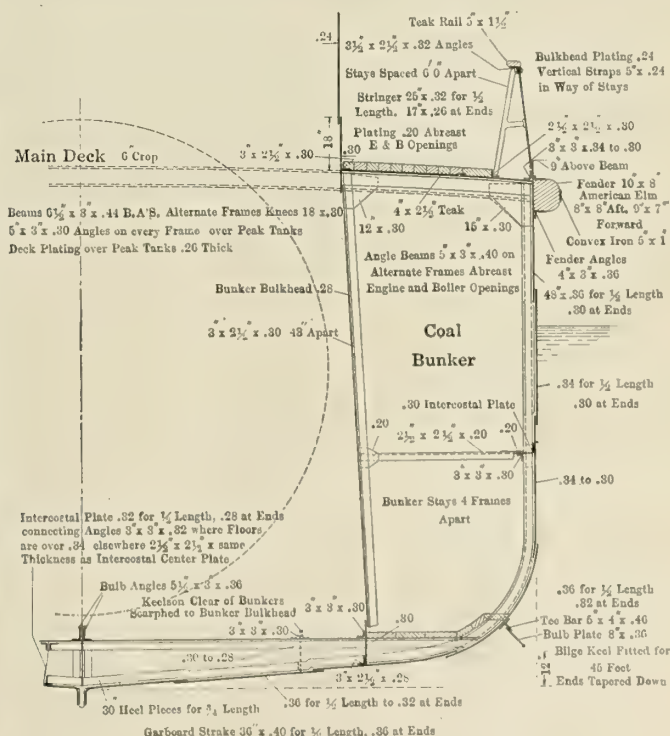 Teak Rail 5" x 1¼"
.24
3½" x 2½" x .32 Angles
Stays Spaced 6' 0" Apart
Stringer 25" x .32 for ½
Length. 17" x .26 at Ends
Plating .20 Abreast
E & B Openings
Bulkhead Plating .24
Vertical Straps 5" x .24
in Way of Stays
18"
.30
2½" x 2½" x .30
3" x 3" x .34 to .30
9" Above Beam
Main Deck 6" Crop
3" x 2½" x .30
Fender 10" x 8"
American Elm
8" x 8" Aft. 9" x 7"
Forward
Convex Iron 5" x 1"
Beams 6½" x 3" x .44 B.A'S. Alternate Frames Knees 18" x .30
5" x 3" x .30 Angles on every Frame over Peak Tanks
Deck Plating over Peak Tanks .26 Thick
12" x .30
4" x 2½" Teak
15" x .30
Angle Beams 5" x 3" x .40 on
Alternate Frames Abreast
Engine and Boiler Openings
Fender Angles
4" x 3" x .36
48" x .36 for ½ Length
.30 at Ends
Bunker Bulkhead .28
3" x 2½" x .30 48" Apart
Coal
Bunker
.34 for ½ Length
.30 at Ends
.30 Intercostal Plate
.20
2½" x 2½" x .20
.20
3" x 3" x .30
.34 to .30
Bunker Stays 4 Frames
Apart
Intercostal Plate .32 for ½ Length, .28 at Ends
connecting Angles 3" x 3" x .32 where Floors
are over .34 elsewhere 2½" x 2½" x same
Thickness as Intercostal Center Plate
Bulb Angles 5½" x 3" x .36
Keelson Clear of Bunkers
Scarphed to Bunker Bulkhead
3" x 3" x .30
3" x 3" x .30
.30
.36 for ½ Length
.32 at Ends
Tee Bar 6" x 4" x .46
Bulb Plate 8" x .36
Bilge Keel Fitted for
45 Feet
Ends Tapered Down
12"
.30 to .28
3" x 2½" x .28
.36 for ½ Length to .32 at Ends
30" Heel Pieces for ¾ Length
Garboard Strake 36" x .40 for ½ Length, .36 at Ends